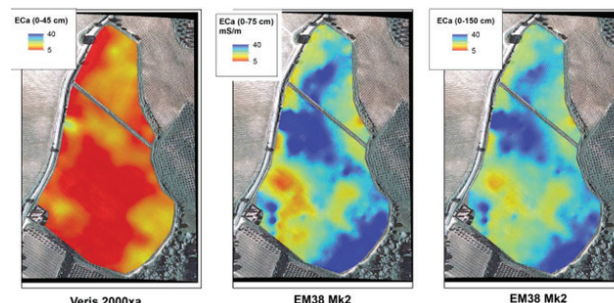 ECa (0-45 cm)
40
5
ECa (0-75 cm)
mS/m
40
5
ECa (0-150 cm)
40
5
Veris 2000xa
EM38 Mk2
EM38 Mk2